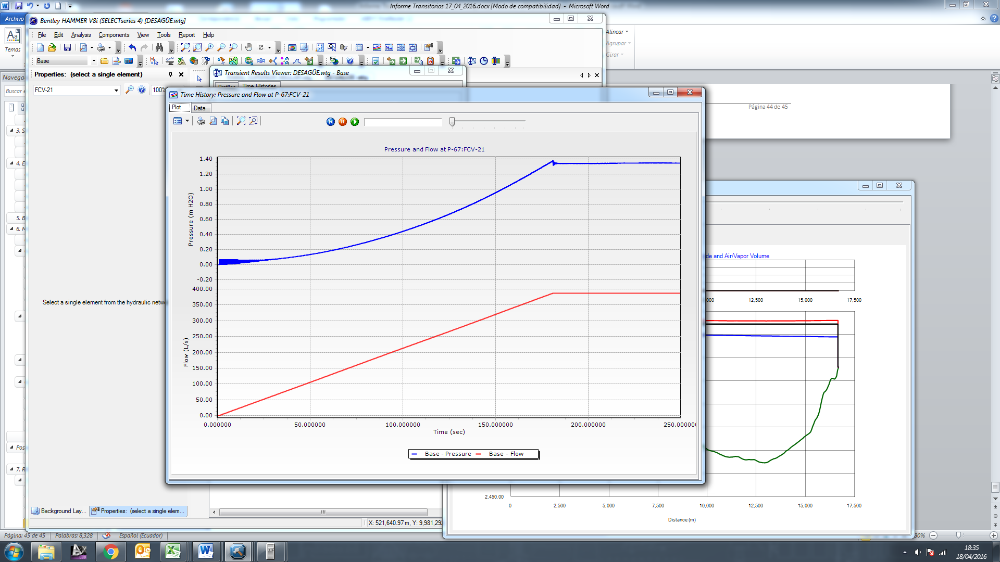 Informe Transitorios 17_04_2016.docx [Modo de compatibilidad] - Microsoft Word
Archivo
Bentley HAMMER V8i (SELECTseries 4) [DESAGÜE.wtg]
File Edit Analysis Components View Tools Report Help
Alinear
Agrupar
Girar
Temas
Base
Properties: (select a single element)
Transient Results Viewer: DESAGÜE.wtg - Base
Time Histories
FCV-21
100%
Buscar
Time History: Pressure and Flow at P-67:FCV-21
Plot Data
Página 44 de 45
Pressure and Flow at P-67:FCV-21
1.40
1.20
1.00
0.80
0.60
0.40
0.20
0.00
-0.20
Pressure (m H2O)
400.00
350.00
300.00
250.00
200.00
150.00
100.00
50.00
0.00
Flow (L/s)
0.000000 50.000000 100.000000 150.000000 200.000000 250.00000
Time (sec)
Base - Pressure Base - Flow
3. S
4. E
5. B
6. M
Pos
7. R
Select a single element from the hydraulic netw
de and Air/Vapor Volume
000 12,500 15,000 17,500
2,450.00
0 2,500 5,000 7,500 10,000 12,500 15,000 17,500
Distance (m)
Background Lay...
Properties: (select a single elem...
X: 521,640.97 m, Y: 9,981,292
Página: 45 de 45 Palabras: 8,328 Español (Ecuador)
80%
18:35
18/04/2016